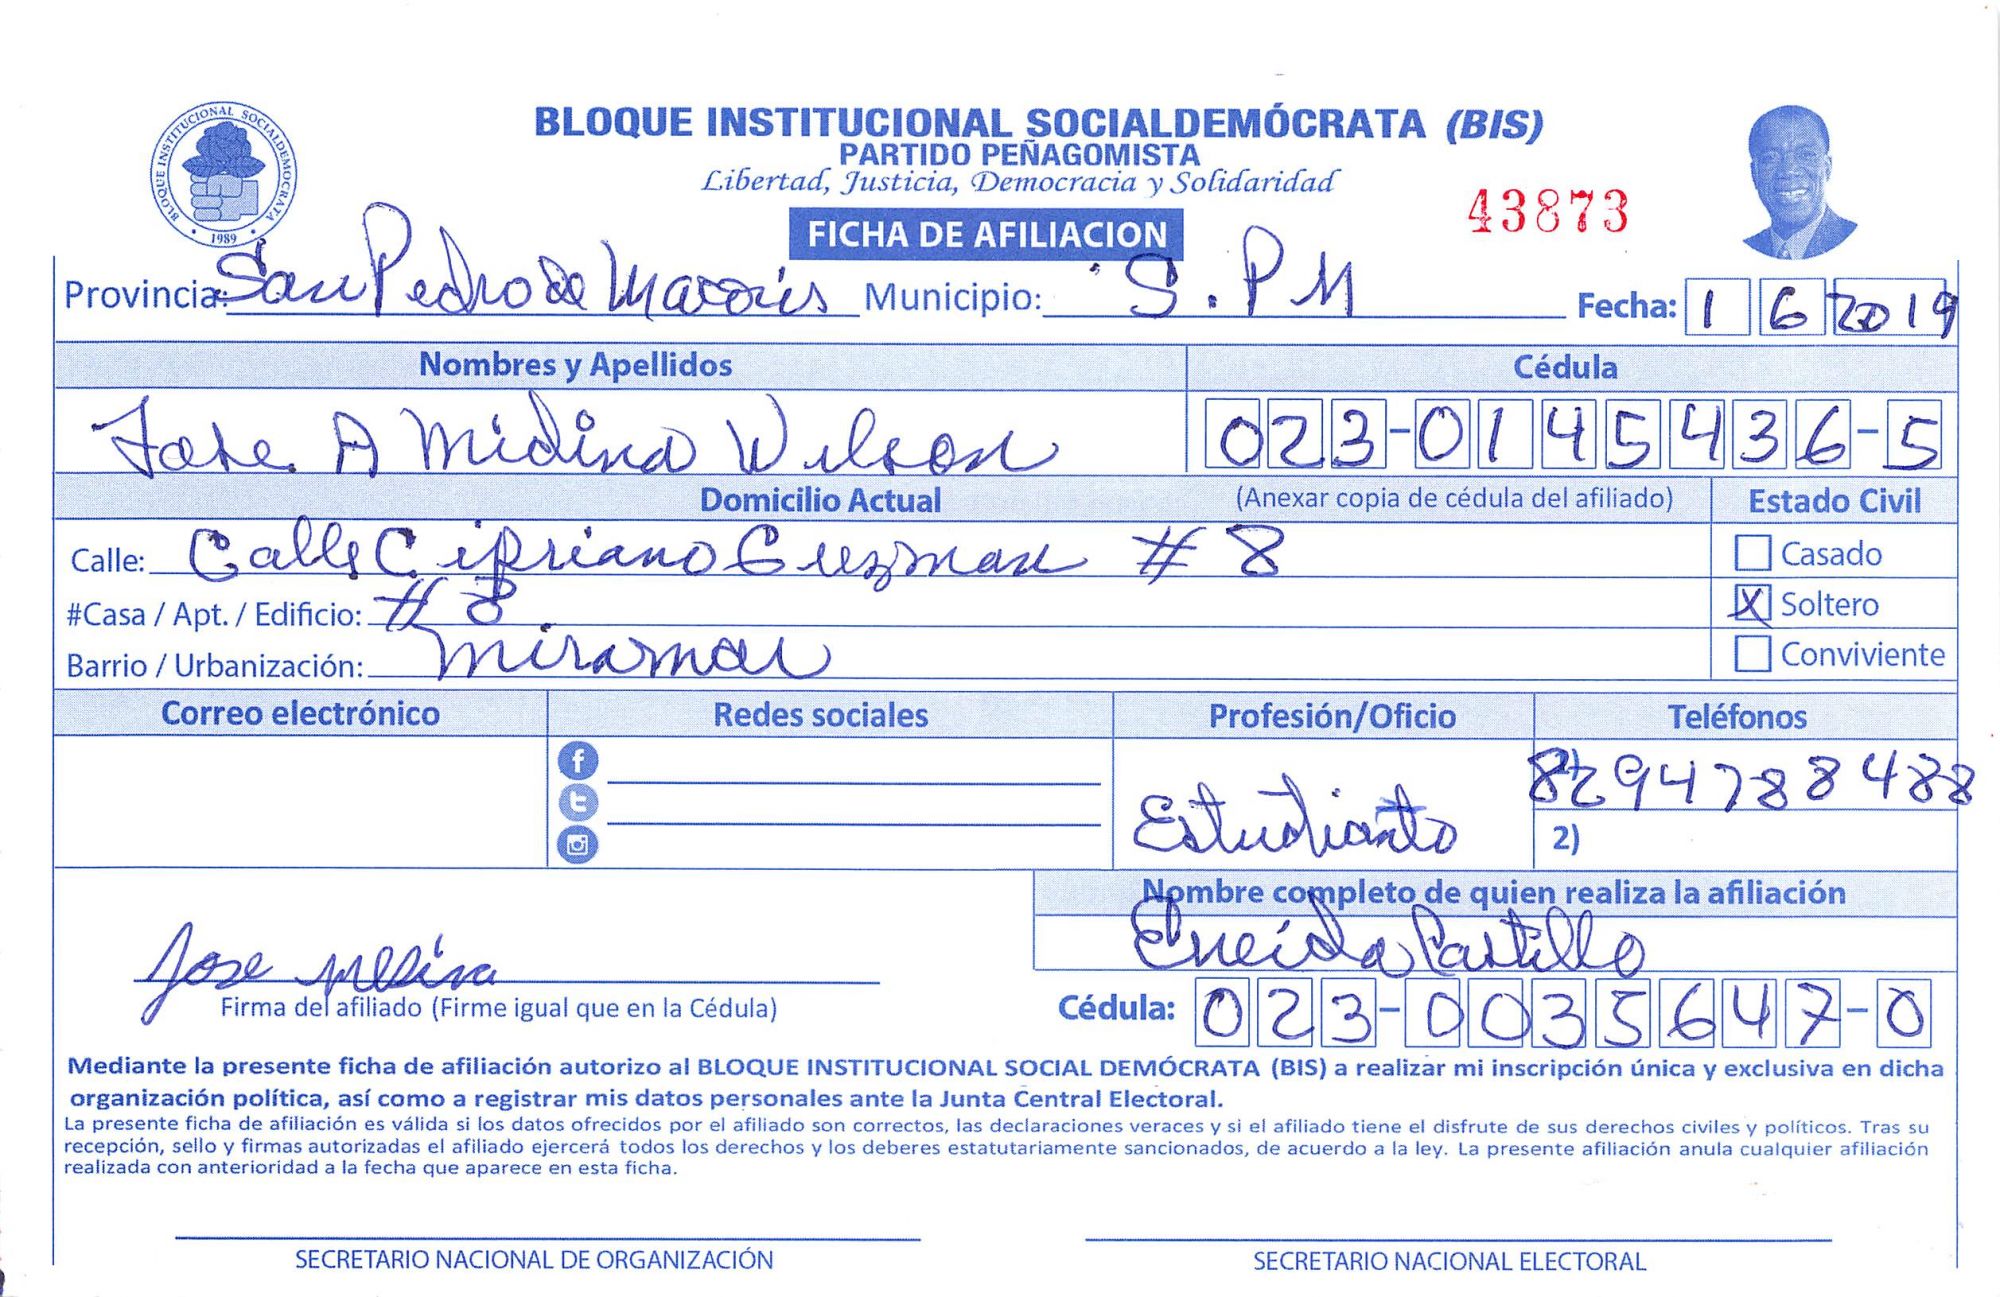 BLOQUE INSTITUCIONAL SOCIALDEMÓCRATA
1989
BLOQUE INSTITUCIONAL SOCIALDEMÓCRATA (BIS)
PARTIDO PEÑAGOMISTA
Libertad, Justicia, Democracia y Solidaridad
43873
FICHA DE AFILIACION
Provincia: San Pedro de Macoris Municipio: S.PM Fecha: 1 6 2019
Nombres y Apellidos Cédula
Jose A Midina Wilson 023-0145436-5
Domicilio Actual (Anexar copia de cédula del afiliado) Estado Civil
Calle: Calle Cipriano Guzman # 8 Casado
#Casa / Apt. / Edificio: # 8 X Soltero
Barrio / Urbanización: Miramar Conviviente
Correo electrónico Redes sociales Profesión/Oficio Teléfonos
Estudiante 1) 8294788488
2)
Nombre completo de quien realiza la afiliación
Eneida Castillo
Jose Medina
Firma del afiliado (Firme igual que en la Cédula) Cédula: 023-0035647-0
Mediante la presente ficha de afiliación autorizo al BLOQUE INSTITUCIONAL SOCIAL DEMÓCRATA (BIS) a realizar mi inscripción única y exclusiva en dicha
organización política, así como a registrar mis datos personales ante la Junta Central Electoral.
La presente ficha de afiliación es válida si los datos ofrecidos por el afiliado son correctos, las declaraciones veraces y si el afiliado tiene el disfrute de sus derechos civiles y políticos. Tras su
recepción, sello y firmas autorizadas el afiliado ejercerá todos los derechos y los deberes estatutariamente sancionados, de acuerdo a la ley. La presente afiliación anula cualquier afiliación
realizada con anterioridad a la fecha que aparece en esta ficha.
SECRETARIO NACIONAL DE ORGANIZACIÓN SECRETARIO NACIONAL ELECTORAL